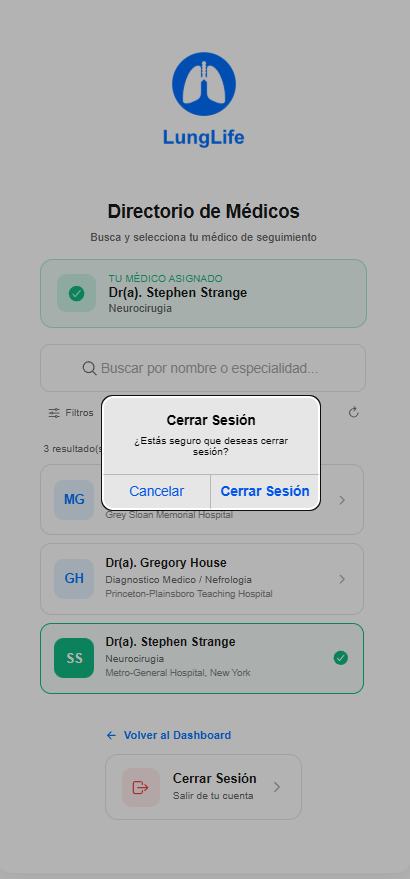 LungLife
Directorio de Médicos
Busca y selecciona tu médico de seguimiento
TU MÉDICO ASIGNADO
Dr(a). Stephen Strange
Neurocirugia
Buscar por nombre o especialidad...
Filtros
3 resultado(s
Cerrar Sesión
¿Estás seguro que deseas cerrar
sesión?
Cancelar
Cerrar Sesión
MG
Grey Sloan Memorial Hospital
GH
Dr(a). Gregory House
Diagnostico Medico / Nefrologia
Princeton-Plainsboro Teaching Hospital
SS
Dr(a). Stephen Strange
Neurocirugia
Metro-General Hospital, New York
Volver al Dashboard
Cerrar Sesión
Salir de tu cuenta